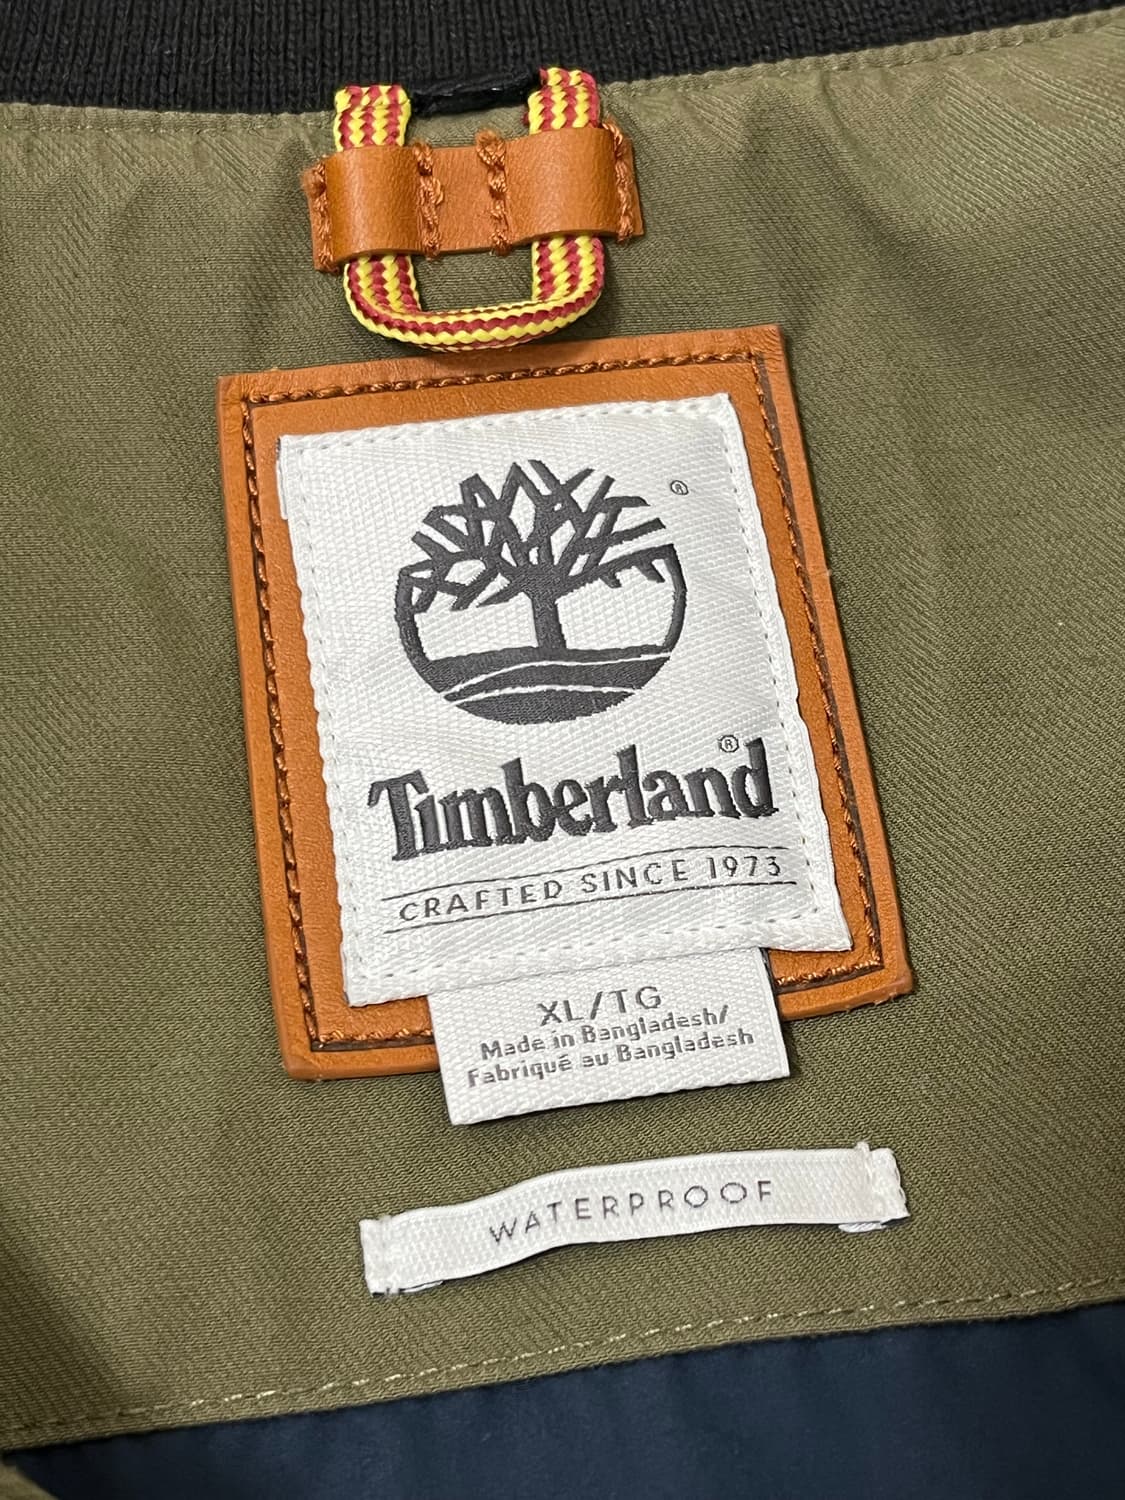 ®
Timberland®
CRAFTED SINCE 1973
XL/TG
Made in Bangladesh/
Fabriqué au Bangladesh
WATERPROOF